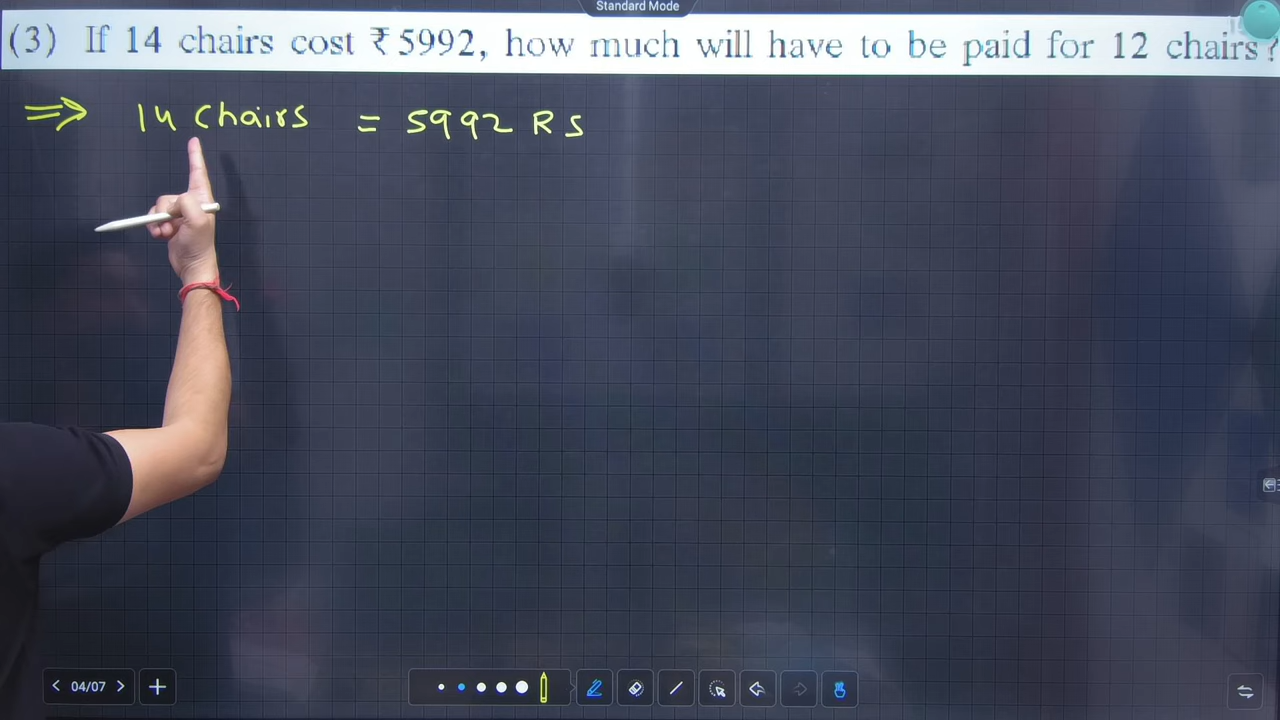 Standard Mode
(3) If 14 chairs cost ₹ 5992, how much will have to be paid for 12 chairs?
⇒ 14 Chairs = 5992 RS
04/07